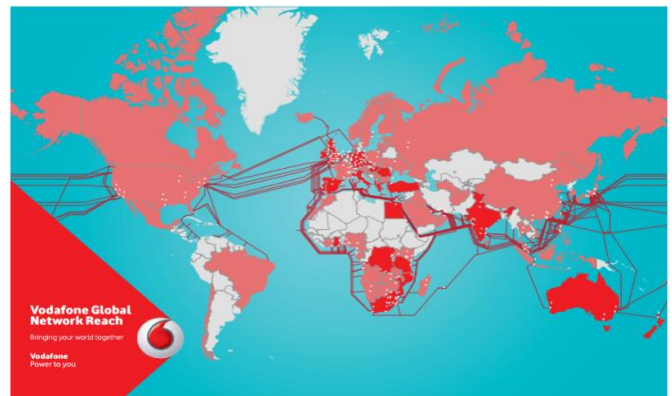 Vodafone Global
Network Reach
Bringing your world together
Vodafone
Power to you